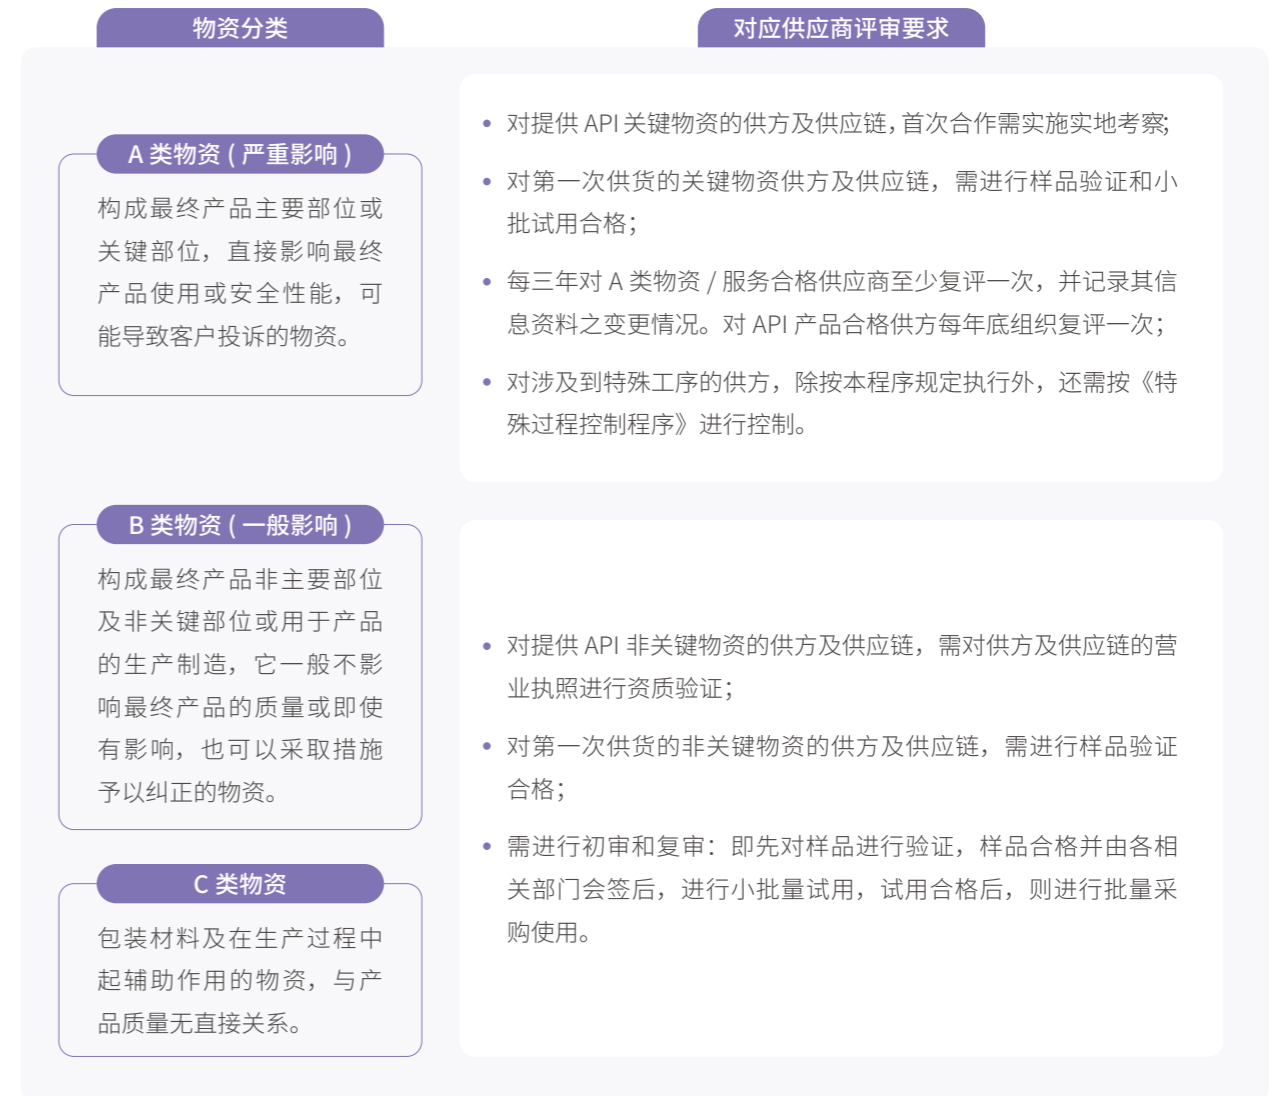 物资分类
对应供应商评审要求
A 类物资 ( 严重影响 )
构成最终产品主要部位或
关键部位，直接影响最终
产品使用或安全性能，可
能导致客户投诉的物资。
• 对提供 API 关键物资的供方及供应链，首次合作需实施实地考察；
• 对第一次供货的关键物资供方及供应链，需进行样品验证和小
批试用合格；
• 每三年对 A 类物资 / 服务合格供应商至少复评一次，并记录其信
息资料之变更情况。对 API 产品合格供方每年底组织复评一次；
• 对涉及到特殊工序的供方，除按本程序规定执行外，还需按《特
殊过程控制程序》进行控制。
B 类物资 ( 一般影响 )
构成最终产品非主要部位
及非关键部位或用于产品
的生产制造，它一般不影
响最终产品的质量或即使
有影响，也可以采取措施
予以纠正的物资。
C 类物资
包装材料及在生产过程中
起辅助作用的物资，与产
品质量无直接关系。
• 对提供 API 非关键物资的供方及供应链，需对供方及供应链的营
业执照进行资质验证；
• 对第一次供货的非关键物资的供方及供应链，需进行样品验证
合格；
• 需进行初审和复审：即先对样品进行验证，样品合格并由各相
关部门会签后，进行小批量试用，试用合格后，则进行批量采
购使用。